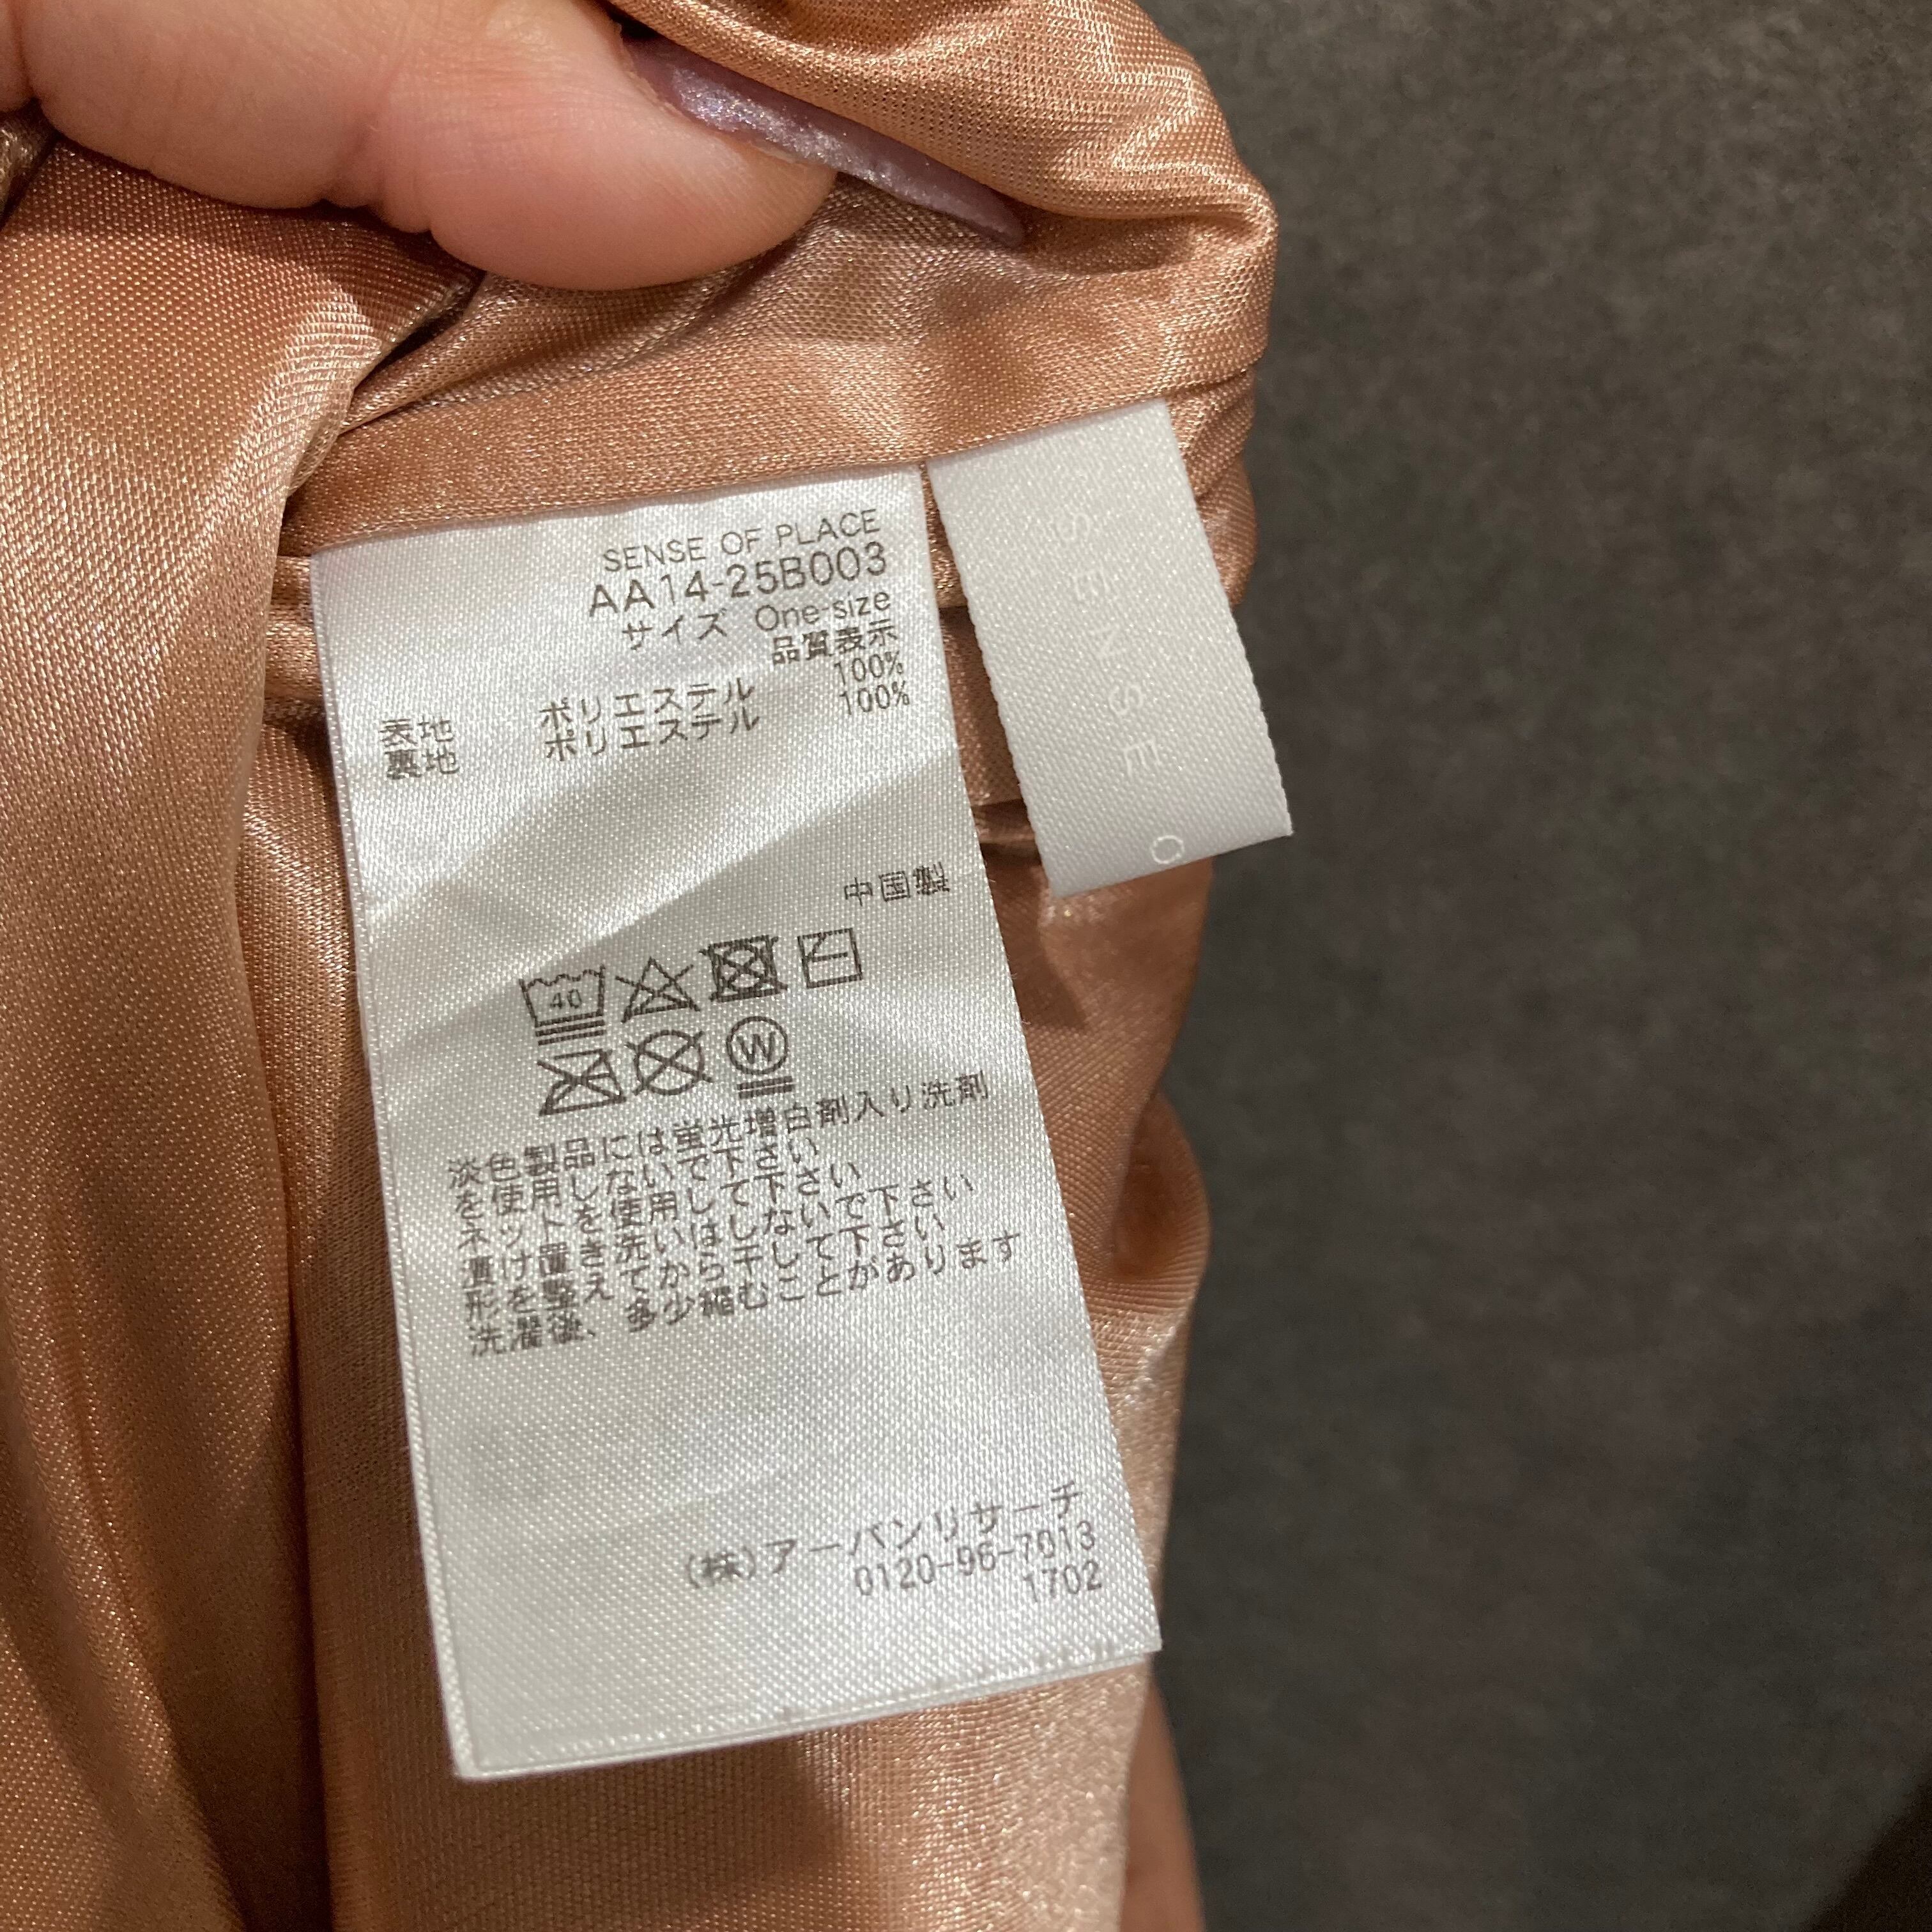 SENSE OF PLACE
AA14-25B003
サイズ One-size
品質表示
表地 ポリエステル 100%
裏地 ポリエステル 100%
中国製
40
W
淡色製品には蛍光増白剤入り洗剤
を使用しないで下さい
ネットを使用して下さい
漬け置き洗いはしないで下さい
形を整えてから干して下さい
洗濯後、多少縮むことがあります
(株)アーバンリサーチ
0120-96-7013
1702
SENSE O